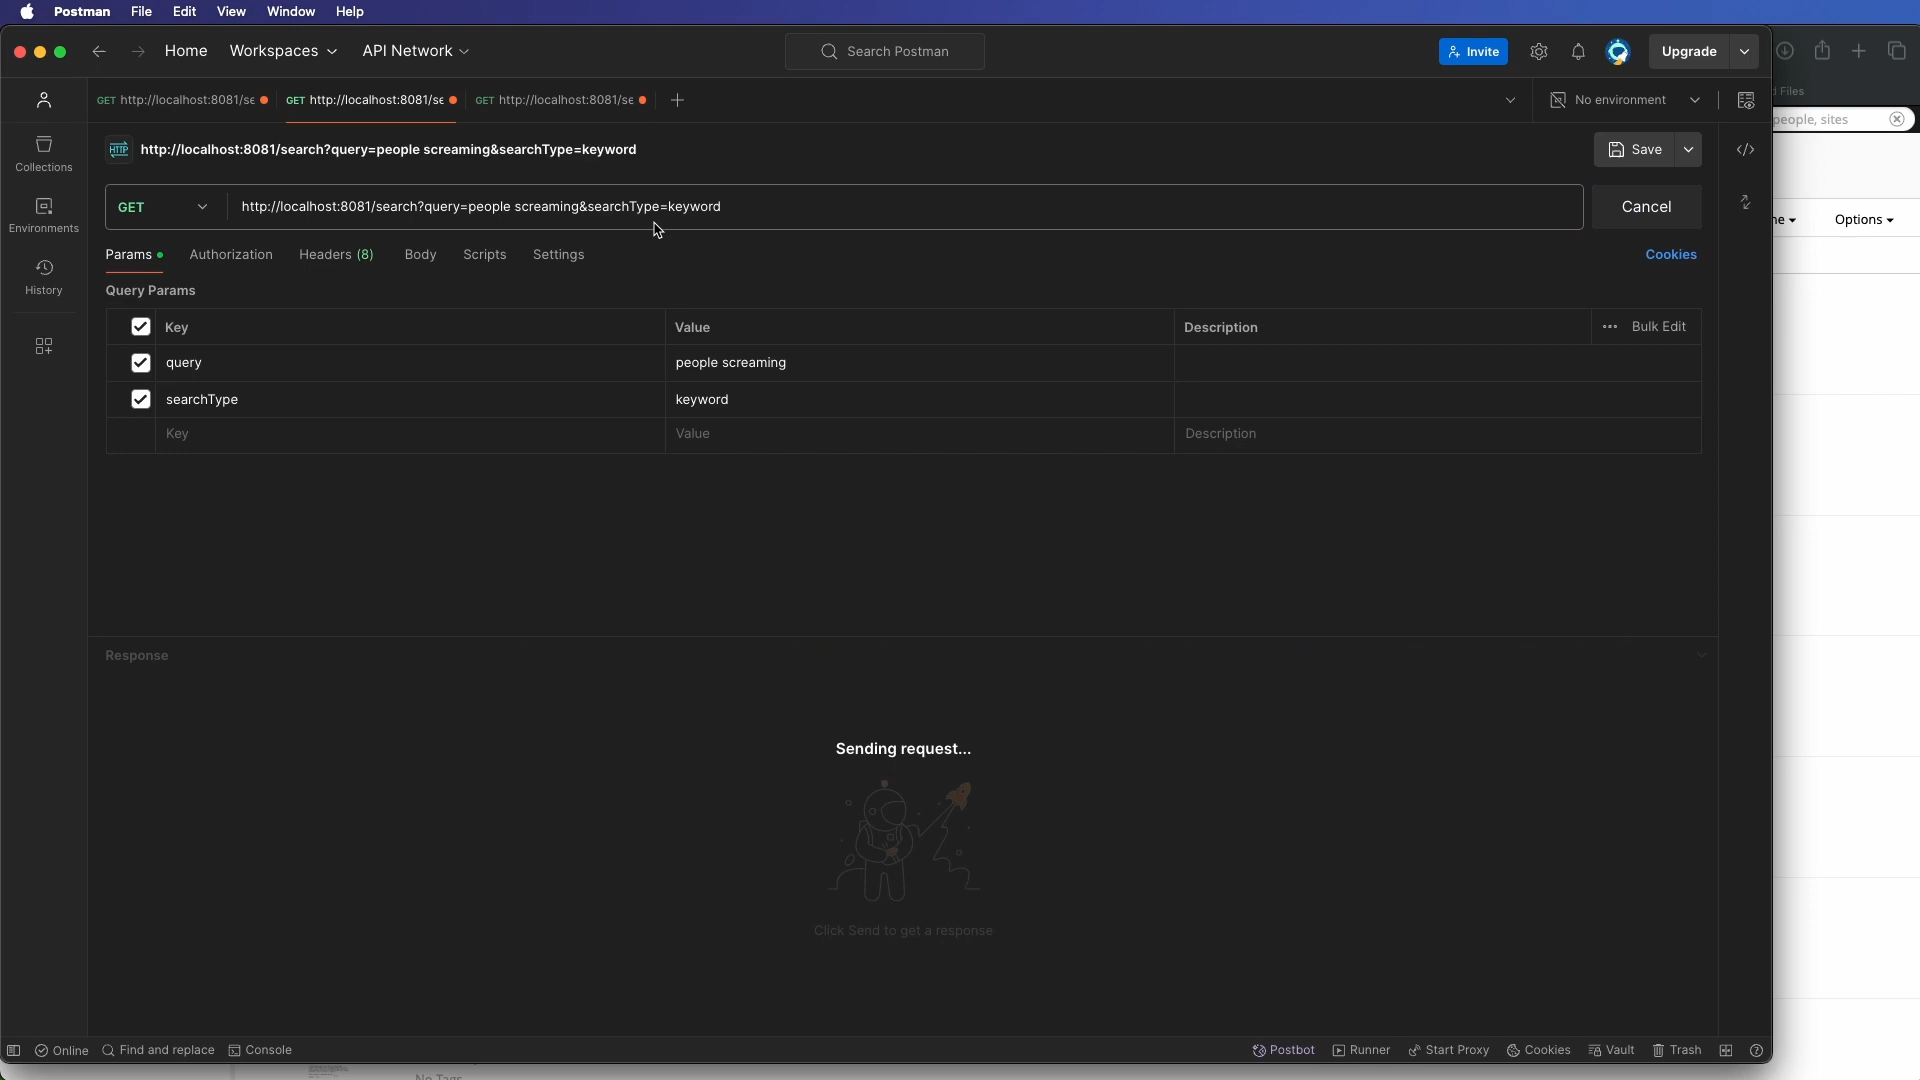 Postman File Edit View Window Help
Home Workspaces API Network Search Postman Invite Upgrade
GET http://localhost:8081/se GET http://localhost:8081/se GET http://localhost:8081/se No environment
d Files
people, sites
HTTP http://localhost:8081/search?query=people screaming&searchType=keyword Save
Collections
GET http://localhost:8081/search?query=people screaming&searchType=keyword Cancel
Options
Environments
Params Authorization Headers (8) Body Scripts Settings Cookies
History
Query Params
Key Value Description Bulk Edit
query people screaming
searchType keyword
Key Value Description
Response
Sending request...
Click Send to get a response
Online Find and replace Console Postbot Runner Start Proxy Cookies Vault Trash
No Tags